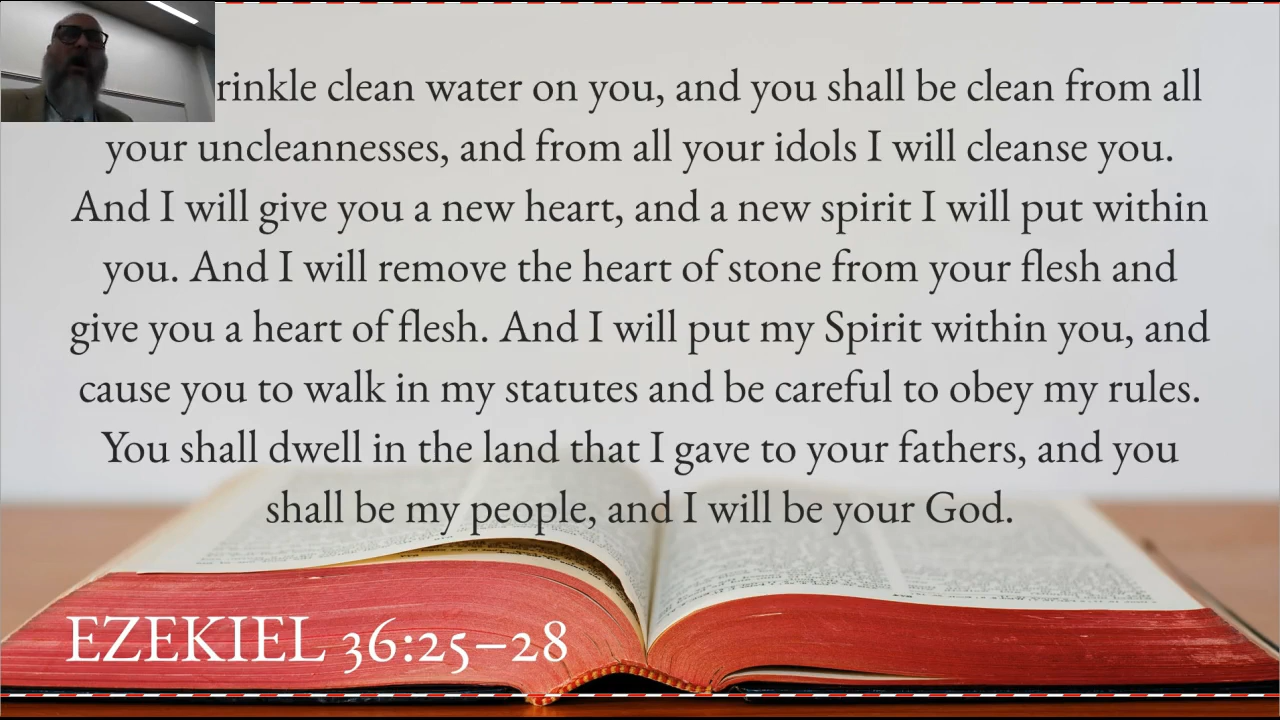 rinkle clean water on you, and you shall be clean from all
your uncleannesses, and from all your idols I will cleanse you.
And I will give you a new heart, and a new spirit I will put within
you. And I will remove the heart of stone from your flesh and
give you a heart of flesh. And I will put my Spirit within you, and
cause you to walk in my statutes and be careful to obey my rules.
You shall dwell in the land that I gave to your fathers, and you
shall be my people, and I will be your God.
EZEKIEL 36:25–28